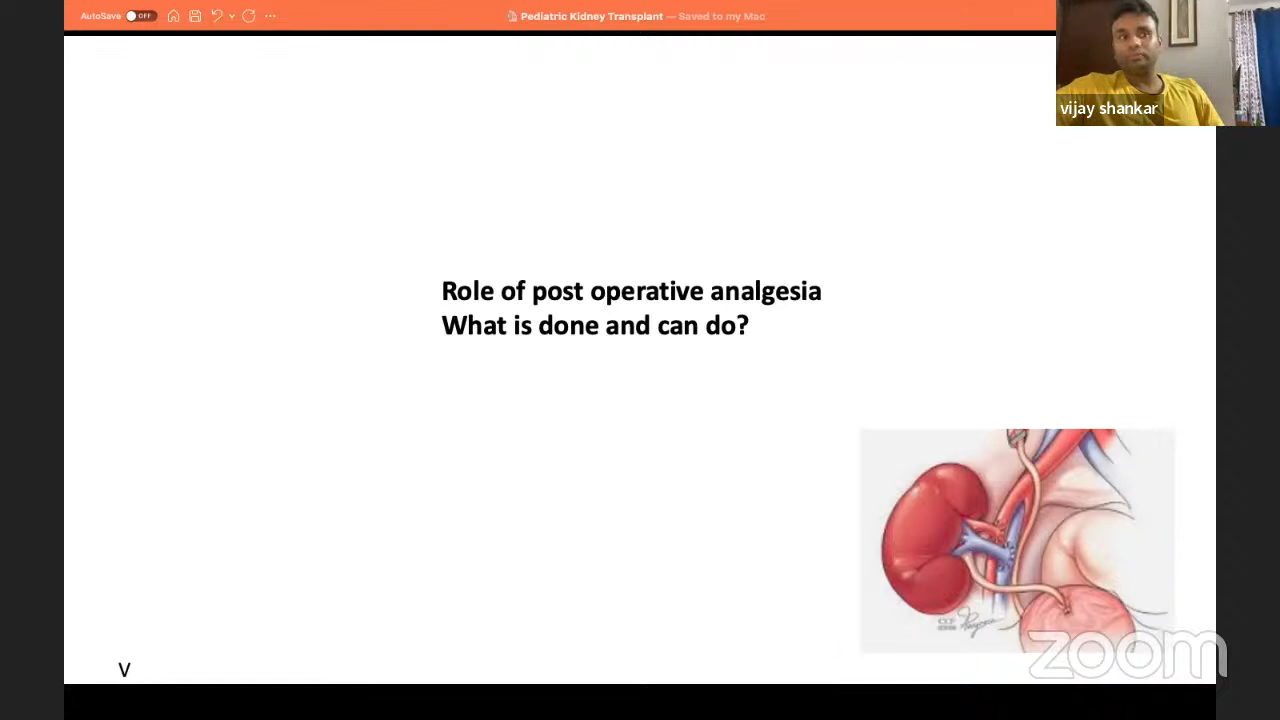 AutoSave OFF
Pediatric Kidney Transplant — Saved to my Mac
vijay shankar
Role of post operative analgesia
What is done and can do?
zoom
V